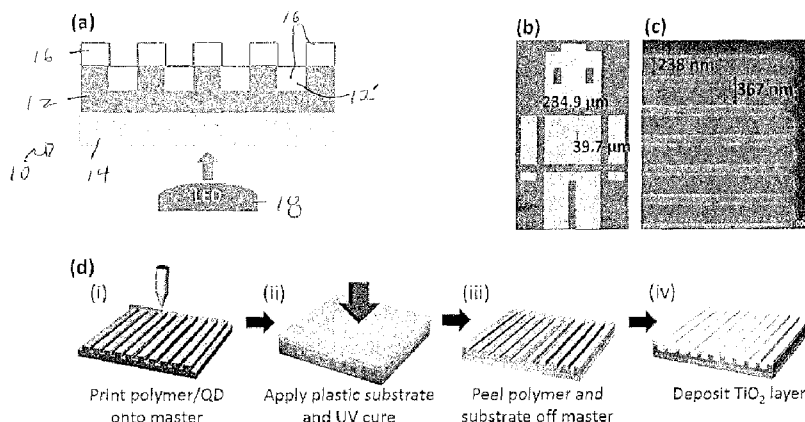 (a)
16
16
12
12'
10
14
LED
18
(b)
234.9 µm
39.7 µm
(c)
238 nm
367 nm
(d)
(i)
Print polymer/QD
onto master
(ii)
Apply plastic substrate
and UV cure
(iii)
Peel polymer and
substrate off master
(iv)
Deposit TiO₂ layer